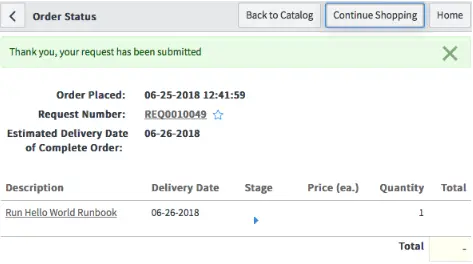 Order Status
Back to Catalog
Continue Shopping
Home
Thank you, your request has been submitted
Order Placed: 06-25-2018 12:41:59
Request Number: REQ0010049
Estimated Delivery Date 06-26-2018
of Complete Order:
Description Delivery Date Stage Price (ea.) Quantity Total
Run Hello World Runbook 06-26-2018 1
Total -